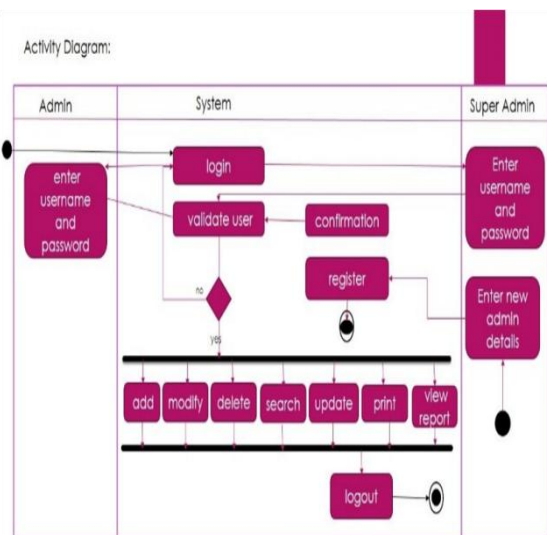 Activity Diagram:
Admin
System
Super Admin
login
enter
username
and
password
Enter
username
and
password
validate user
confirmation
register
Enter new
admin
details
no
yes
add
modify
delete
search
update
print
view
report
logout